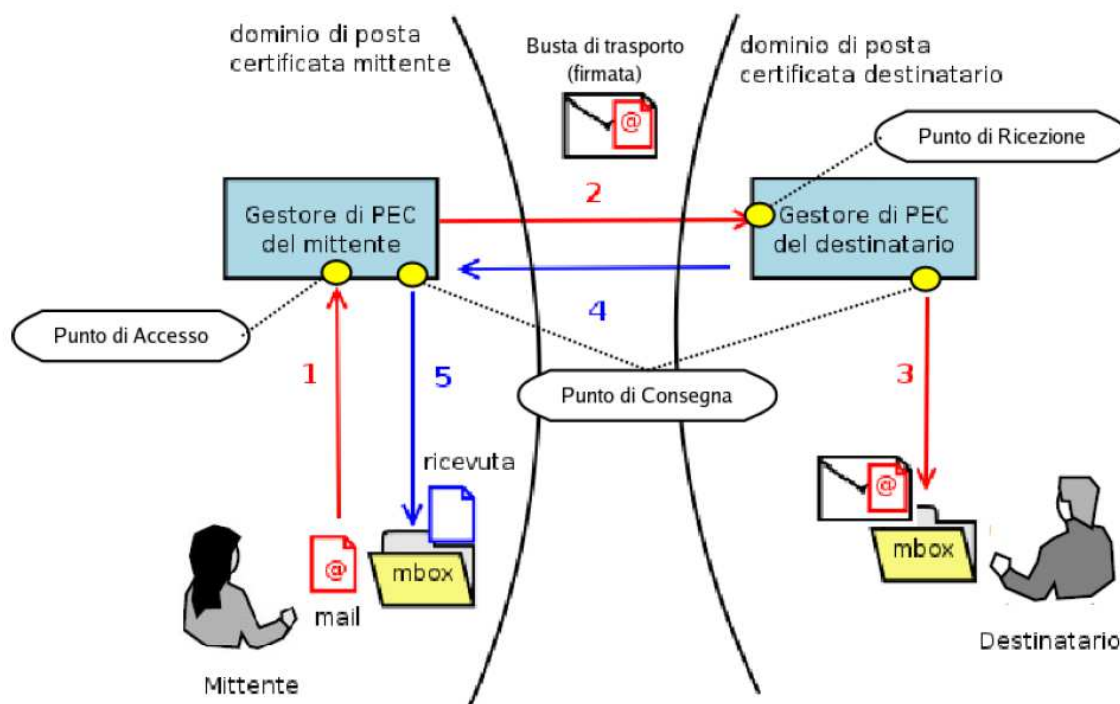 dominio di posta
certificata mittente
Busta di trasporto
(firmata)
dominio di posta
certificata destinatario
@
Punto di Ricezione
2
Gestore di PEC
del mittente
Gestore di PEC
del destinatario
4
Punto di Accesso
1
5
3
Punto di Consegna
ricevuta
@
mbox
@
mbox
mail
Mittente
Destinatario